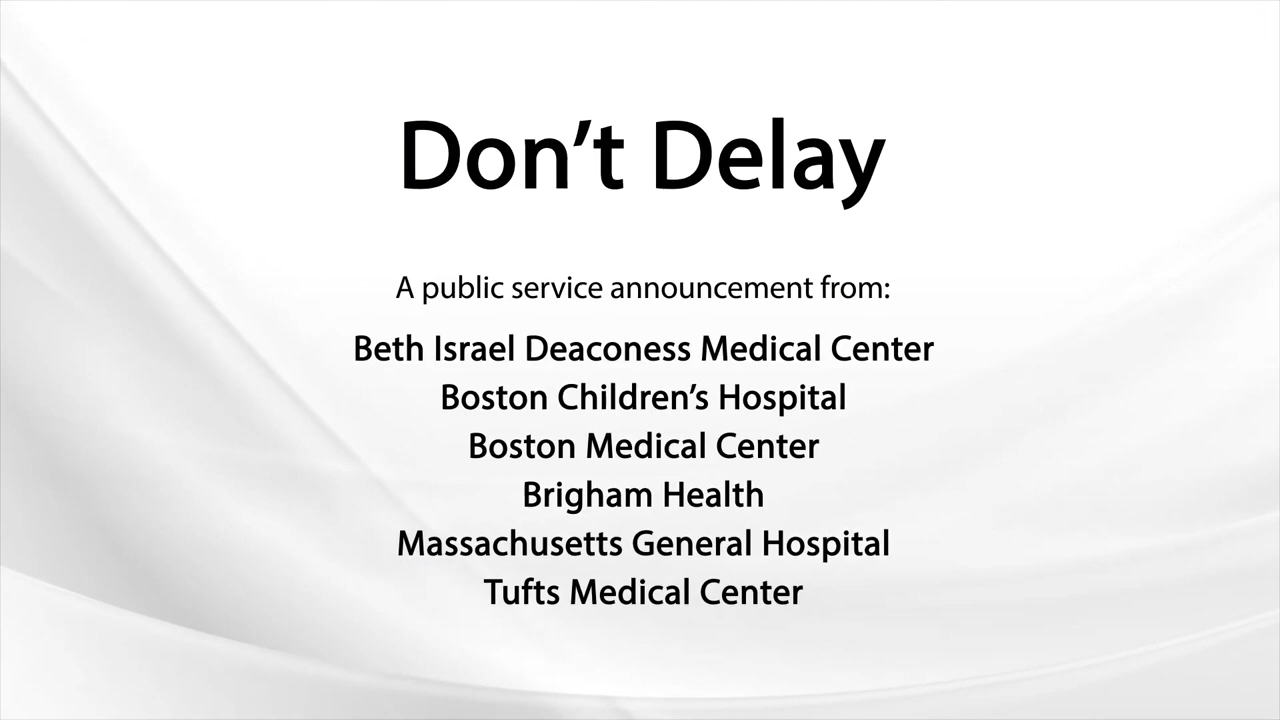 Don’t Delay
A public service announcement from:
Beth Israel Deaconess Medical Center
Boston Children’s Hospital
Boston Medical Center
Brigham Health
Massachusetts General Hospital
Tufts Medical Center